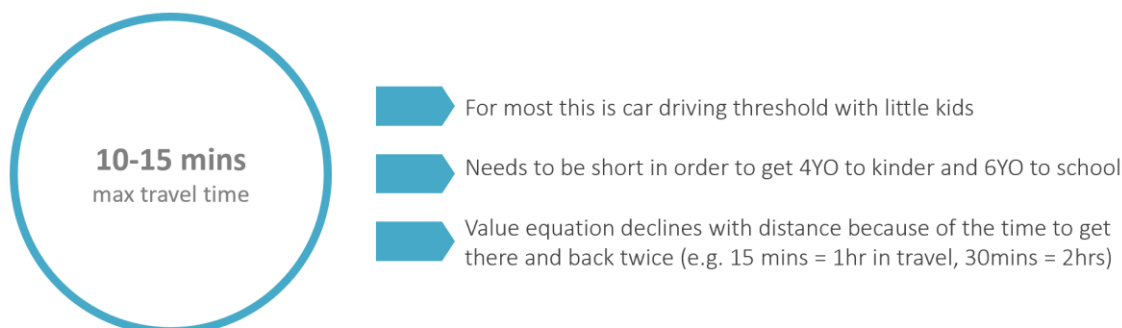 10-15 mins
max travel time
For most this is car driving threshold with little kids
Needs to be short in order to get 4YO to kinder and 6YO to school
Value equation declines with distance because of the time to get
there and back twice (e.g. 15 mins = 1hr in travel, 30mins = 2hrs)